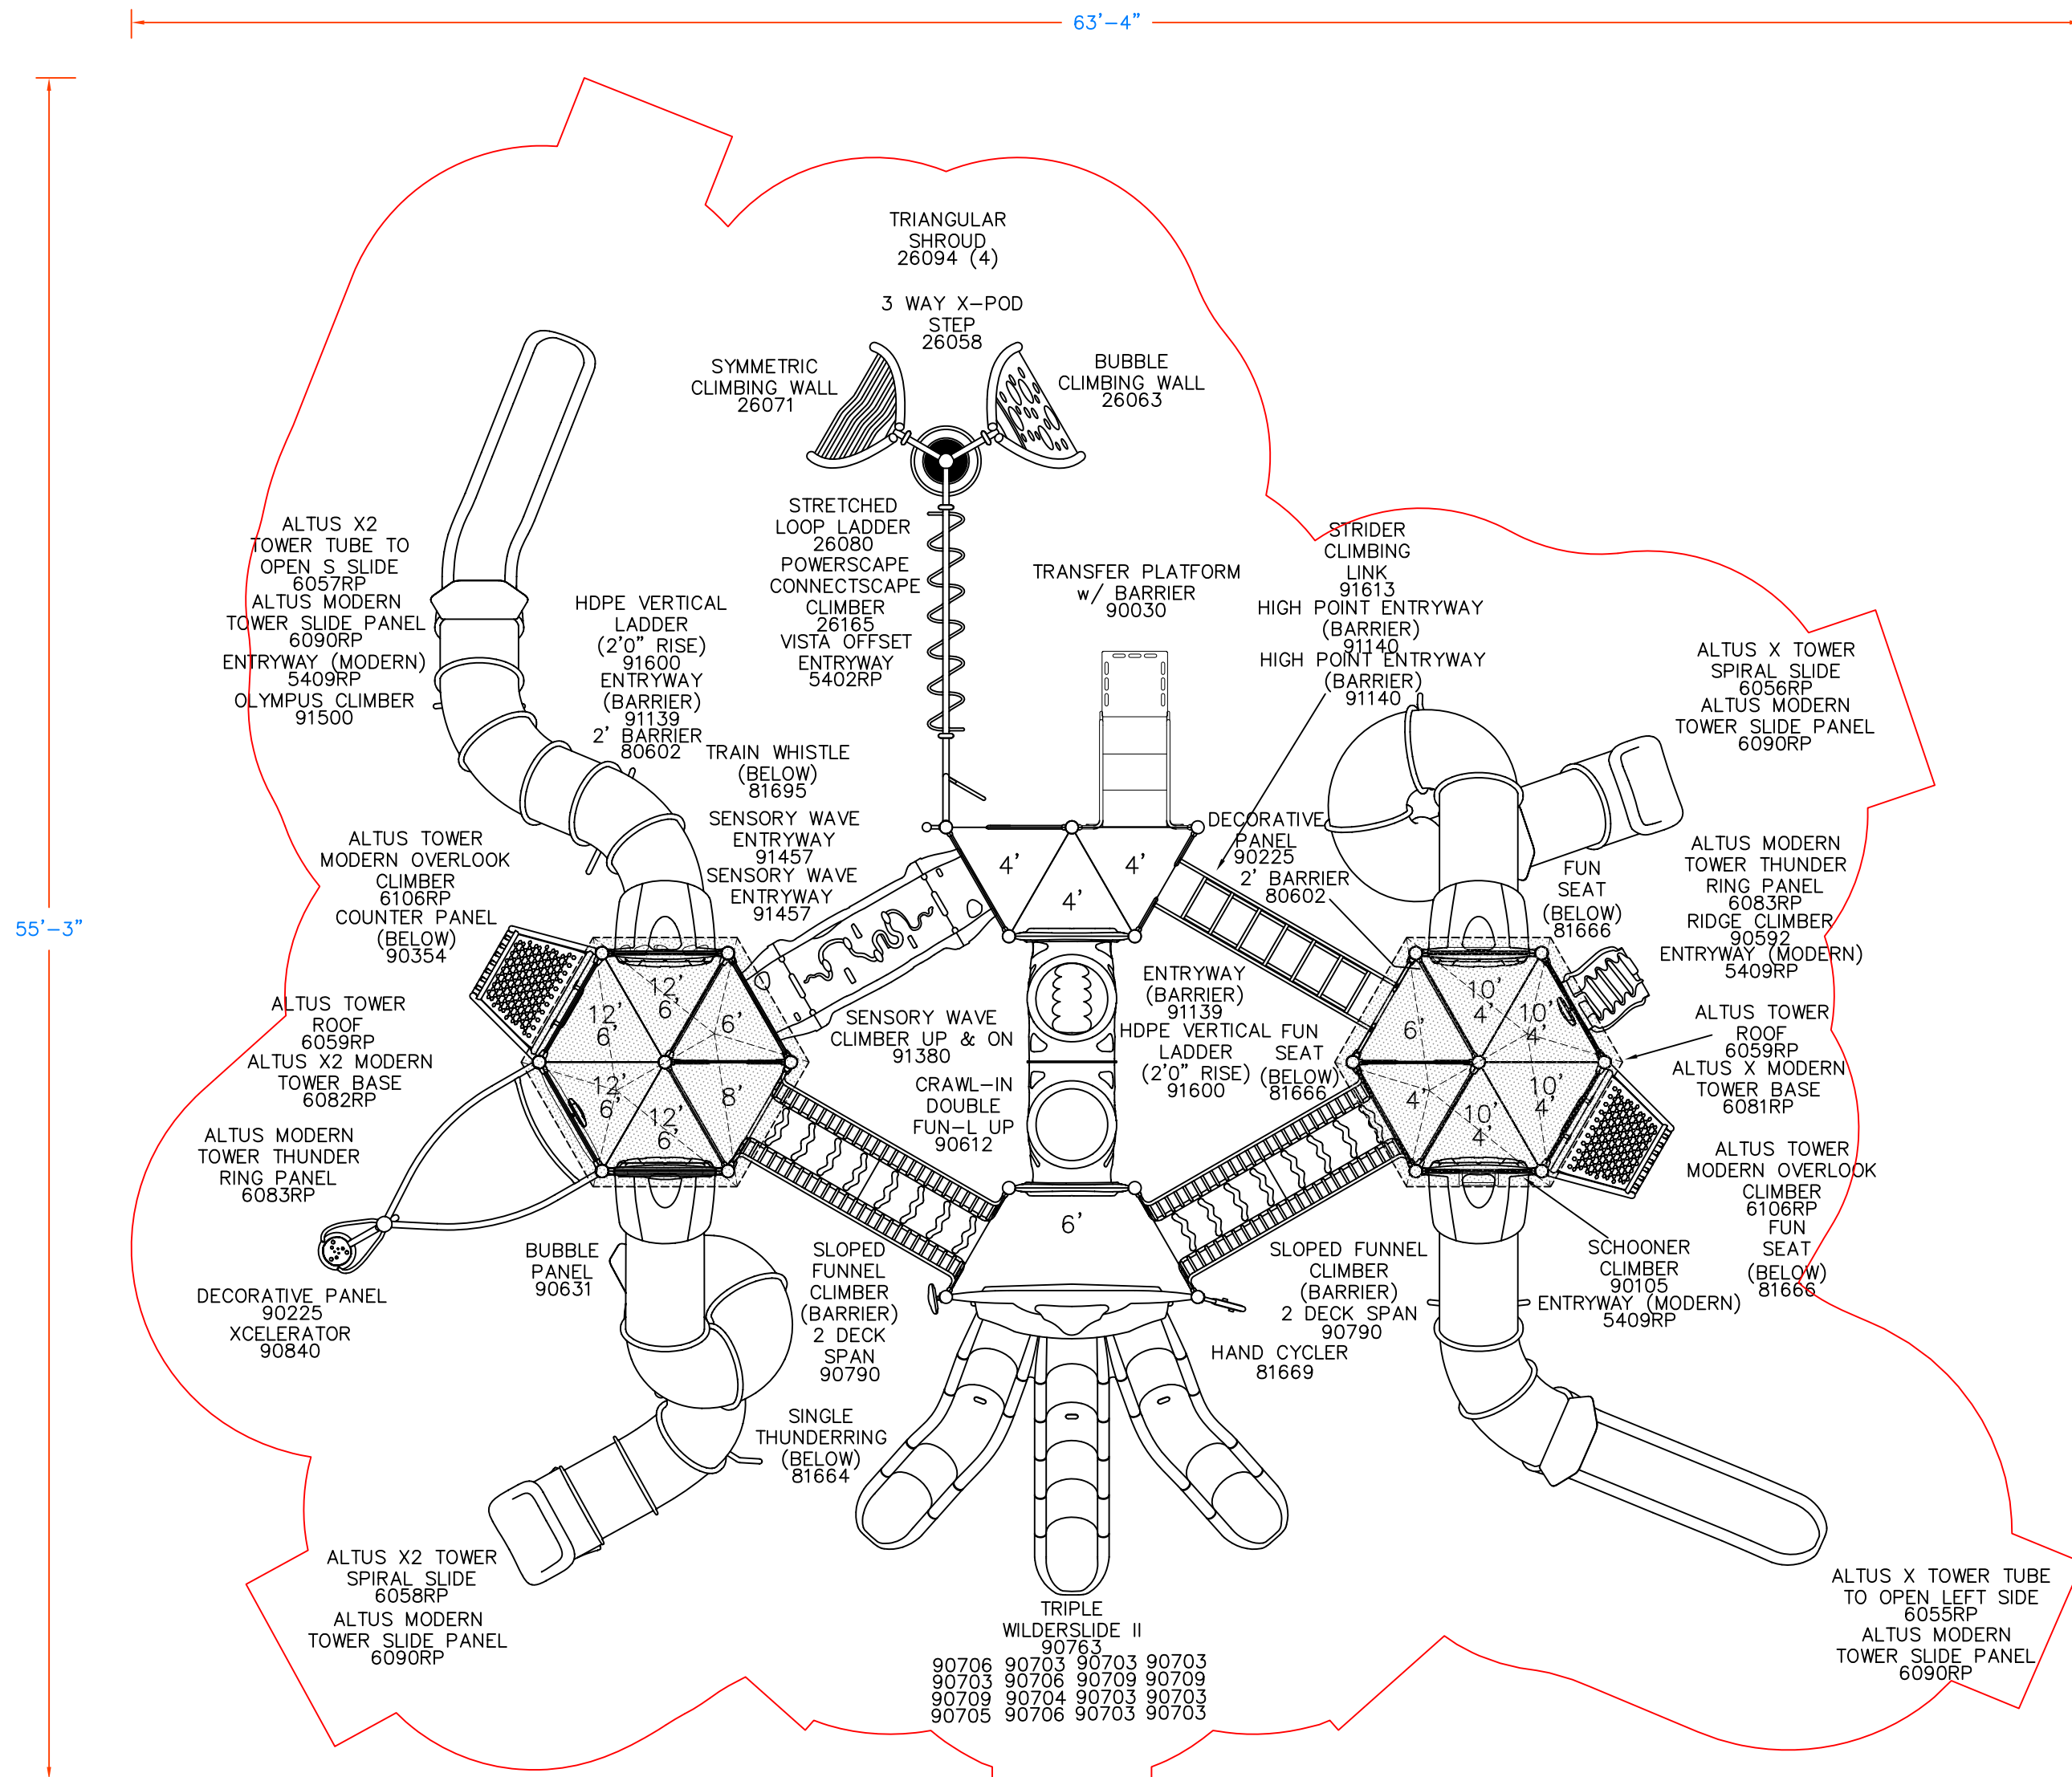 63'-4"
55'-3"
TRIANGULAR
SHROUD
26094 (4)
3 WAY X-POD
STEP
26058
SYMMETRIC
CLIMBING WALL
26071
BUBBLE
CLIMBING WALL
26063
STRETCHED
LOOP LADDER
26080
POWERSCAPE
CONNECTSCAPE
CLIMBER
26165
VISTA OFFSET
ENTRYWAY
5402RP
TRANSFER PLATFORM
w/ BARRIER
90030
STRIDER
CLIMBING
LINK
91613
HIGH POINT ENTRYWAY
(BARRIER)
91140
HIGH POINT ENTRYWAY
(BARRIER)
91140
ALTUS X2
TOWER TUBE TO
OPEN S SLIDE
6057RP
ALTUS MODERN
TOWER SLIDE PANEL
6090RP
ENTRYWAY (MODERN)
5409RP
OLYMPUS CLIMBER
91500
HDPE VERTICAL
LADDER
(2'0" RISE)
91600
ENTRYWAY
(BARRIER)
91139
2' BARRIER
80602
TRAIN WHISTLE
(BELOW)
81695
SENSORY WAVE
ENTRYWAY
91457
SENSORY WAVE
ENTRYWAY
91457
ALTUS X TOWER
SPIRAL SLIDE
6056RP
ALTUS MODERN
TOWER SLIDE PANEL
6090RP
DECORATIVE
PANEL
90225
2' BARRIER
80602
FUN
SEAT
(BELOW)
81666
ALTUS MODERN
TOWER THUNDER
RING PANEL
6083RP
RIDGE CLIMBER
90592
ENTRYWAY (MODERN)
5409RP
ALTUS TOWER
MODERN OVERLOOK
CLIMBER
6106RP
COUNTER PANEL
(BELOW)
90354
4'
4'
4'
ALTUS TOWER
ROOF
6059RP
ALTUS X2 MODERN
TOWER BASE
6082RP
12'
6'
12'
6'
6'
12'
6'
12'
6'
8'
SENSORY WAVE
CLIMBER UP & ON
91380
CRAWL-IN
DOUBLE
FUN-L UP
90612
ENTRYWAY
(BARRIER)
91139
HDPE VERTICAL
LADDER
(2'0" RISE)
91600
FUN
SEAT
(BELOW)
81666
10'
4'
10'
4'
6'
4'
10'
4'
10'
4'
ALTUS TOWER
ROOF
6059RP
ALTUS X MODERN
TOWER BASE
6081RP
ALTUS MODERN
TOWER THUNDER
RING PANEL
6083RP
ALTUS TOWER
MODERN OVERLOOK
CLIMBER
6106RP
FUN
SEAT
(BELOW)
81666
6'
DECORATIVE PANEL
90225
XCELERATOR
90840
BUBBLE
PANEL
90631
SLOPED
FUNNEL
CLIMBER
(BARRIER)
2 DECK
SPAN
90790
SLOPED FUNNEL
CLIMBER
(BARRIER)
2 DECK SPAN
90790
HAND CYCLER
81669
SCHOONER
CLIMBER
90105
ENTRYWAY (MODERN)
5409RP
SINGLE
THUNDERRING
(BELOW)
81664
ALTUS X2 TOWER
SPIRAL SLIDE
6058RP
ALTUS MODERN
TOWER SLIDE PANEL
6090RP
TRIPLE
WILDERSLIDE II
90763
90706 90703 90703 90703
90703 90706 90709 90709
90709 90704 90703 90703
90705 90706 90703 90703
ALTUS X TOWER TUBE
TO OPEN LEFT SIDE
6055RP
ALTUS MODERN
TOWER SLIDE PANEL
6090RP